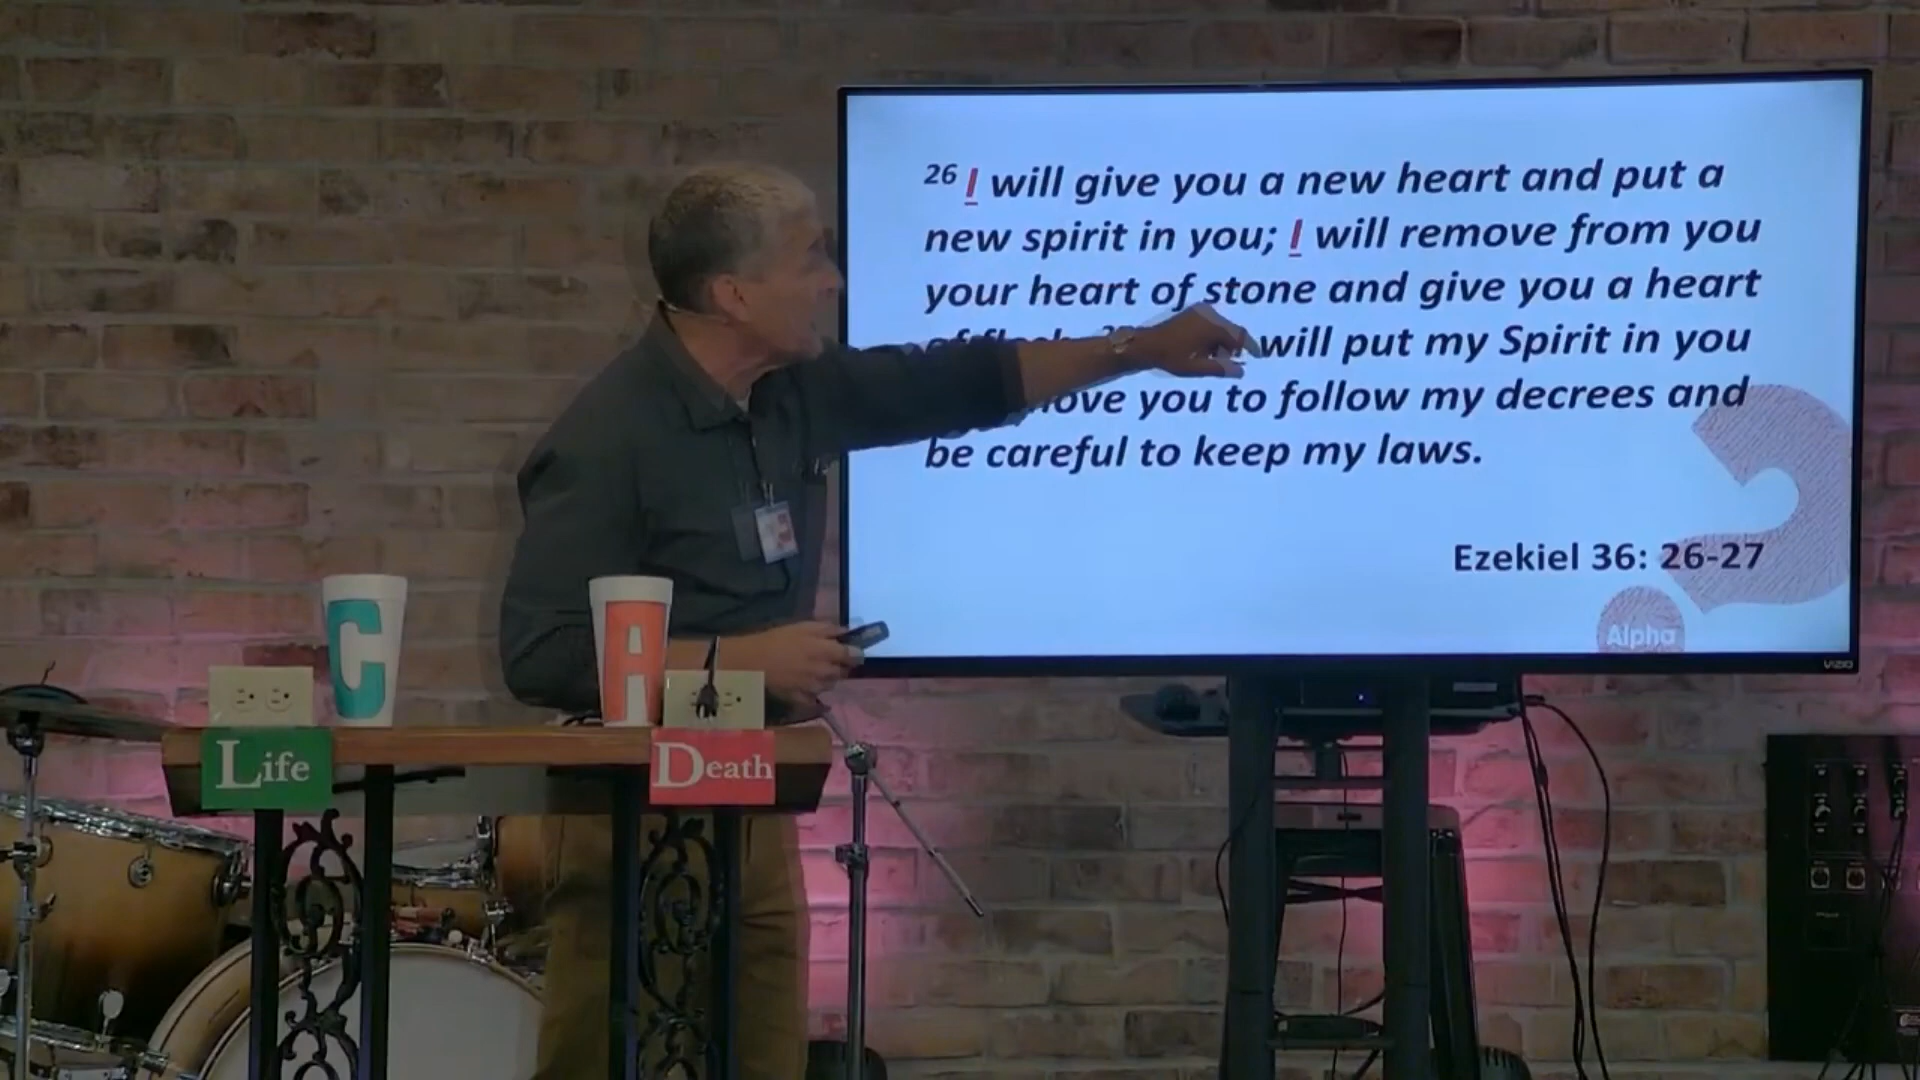 26 I will give you a new heart and put a
new spirit in you; I will remove from you
your heart of stone and give you a heart
will put my Spirit in you
you to follow my decrees and
be careful to keep my laws.
Ezekiel 36: 26-27
Alpha
VIZIO
C
A
Life
Death